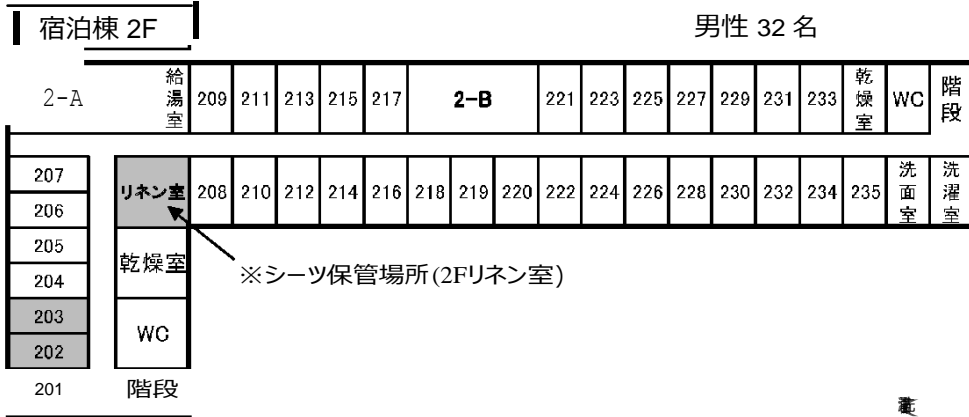 宿泊棟 2F
男性 32 名
2-A
給湯室 209 211 213 215 217 2-B 221 223 225 227 229 231 233 乾燥室 WC 階段
207
206
リネン室 208 210 212 214 216 218 219 220 222 224 226 228 230 232 234 235 洗面室 洗濯室
205
204
乾燥室
※シーツ保管場所(2Fリネン室)
203
202
WC
201 階段